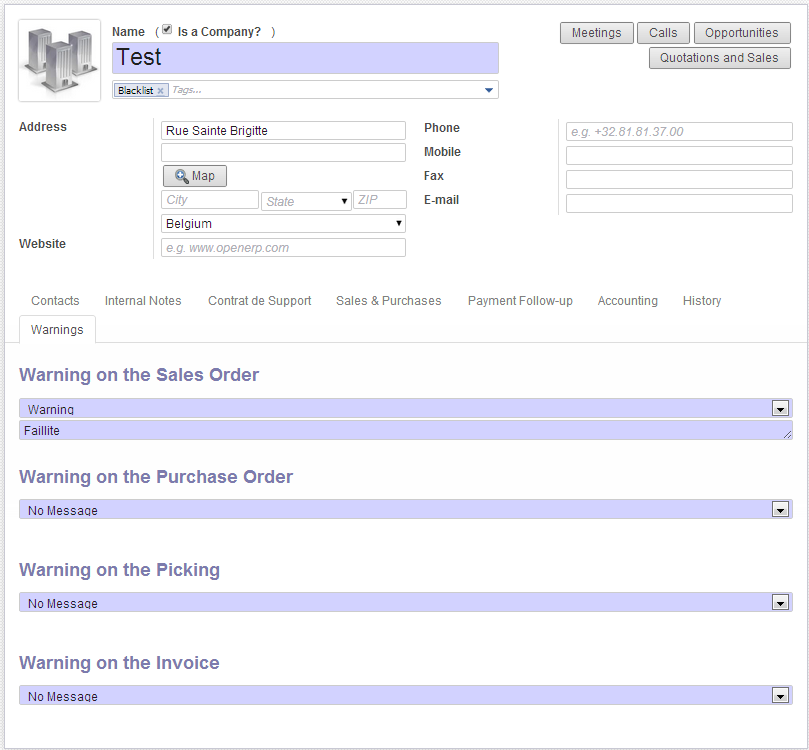 Name ( Is a Company? )
Test
Blacklist x Tags...
Meetings Calls Opportunities
Quotations and Sales
Address
Rue Sainte Brigitte
Map
City State ZIP
Belgium
Website e.g. www.openerp.com
Phone e.g. +32.81.81.37.00
Mobile
Fax
E-mail
Contacts Internal Notes Contrat de Support Sales & Purchases Payment Follow-up Accounting History
Warnings
Warning on the Sales Order
Warning
Faillite
Warning on the Purchase Order
No Message
Warning on the Picking
No Message
Warning on the Invoice
No Message